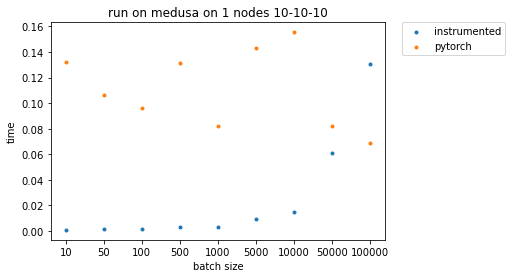 run on medusa on 1 nodes 10-10-10
instrumented
pytorch
0.16
0.14
0.12
0.10
0.08
0.06
0.04
0.02
0.00
time
10 50 100 500 1000 5000 10000 50000 100000
batch size